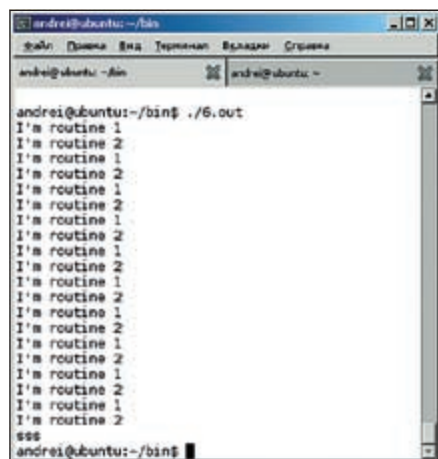 andrei@ubuntu:~/bin
Файл Правка Вид Терминал Вкладки Справка
andrei@ubuntu: ~/bin andrei@ubuntu: ~
andrei@ubuntu:~/bin$ ./6.out
I'm routine 1
I'm routine 2
I'm routine 1
I'm routine 2
I'm routine 1
I'm routine 2
I'm routine 1
I'm routine 2
I'm routine 1
I'm routine 2
I'm routine 1
I'm routine 2
I'm routine 1
I'm routine 2
I'm routine 1
I'm routine 2
I'm routine 1
I'm routine 2
I'm routine 1
I'm routine 2
sss
andrei@ubuntu:~/bin$